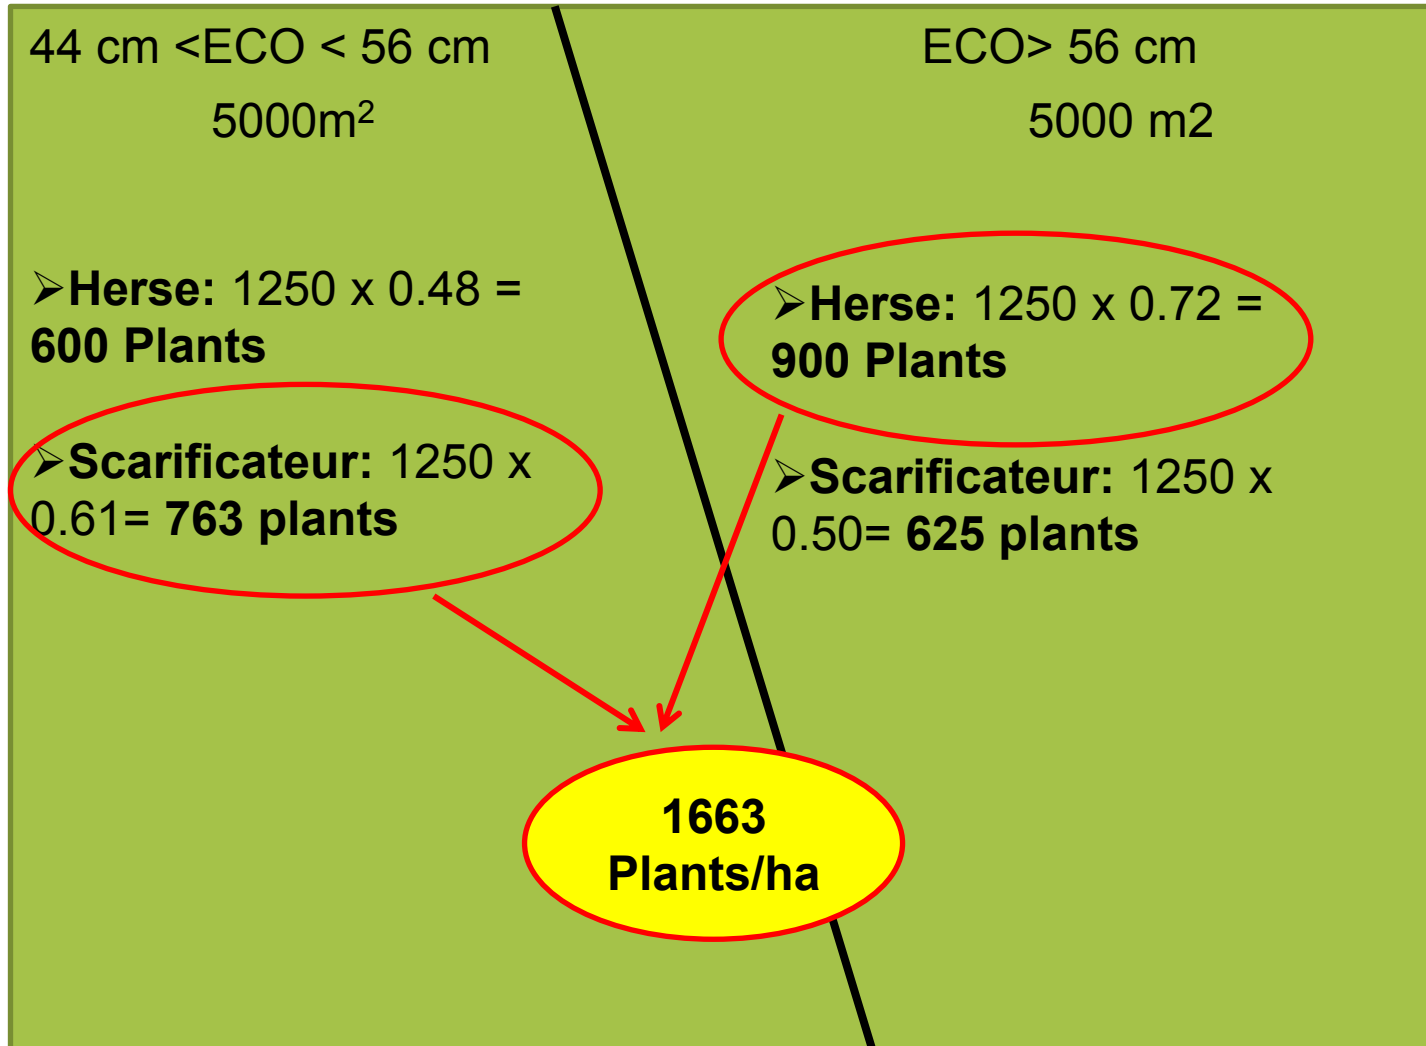 44 cm <ECO < 56 cm
5000m²
ECO> 56 cm
5000 m2
➢Herse: 1250 x 0.48 =
600 Plants
➢Scarificateur: 1250 x
0.61= 763 plants
➢Herse: 1250 x 0.72 =
900 Plants
➢Scarificateur: 1250 x
0.50= 625 plants
1663
Plants/ha